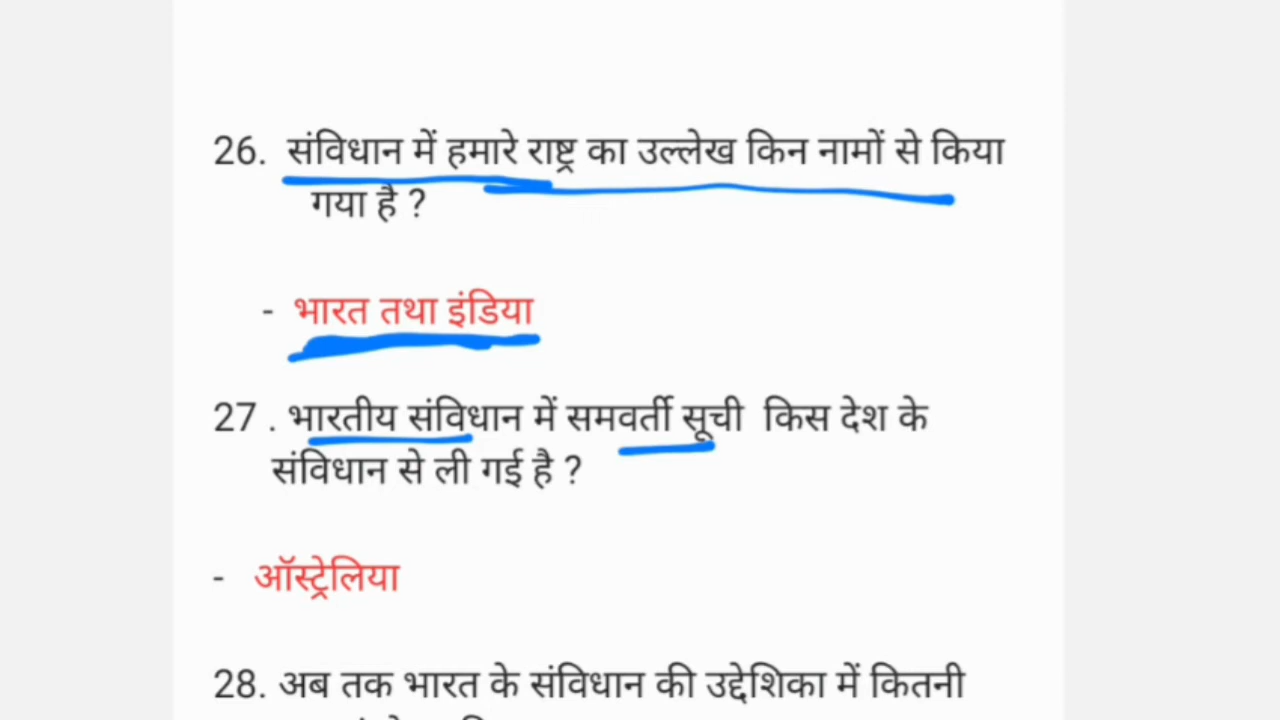 26. संविधान में हमारे राष्ट्र का उल्लेख किन नामों से किया
गया है ?
- भारत तथा इंडिया
27 . भारतीय संविधान में समवर्ती सूची किस देश के
संविधान से ली गई है ?
- ऑस्ट्रेलिया
28. अब तक भारत के संविधान की उद्देशिका में कितनी